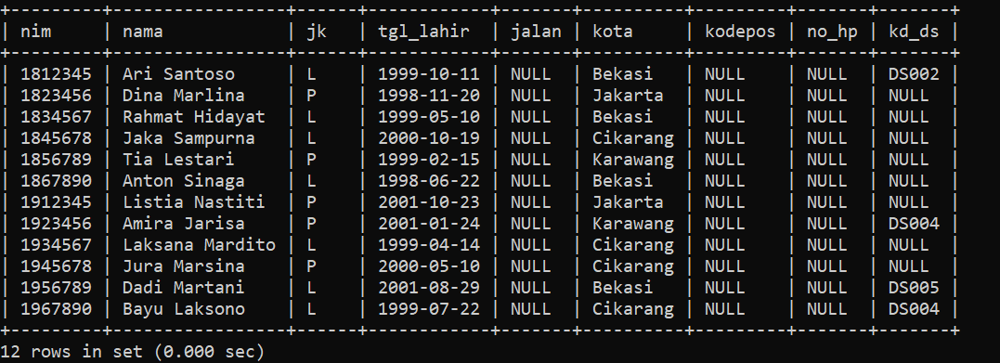 +---------+-----------------+------+------------+-------+----------+---------+-------+-------+
| nim     | nama            | jk   | tgl_lahir  | jalan | kota     | kodepos | no_hp | kd_ds |
+---------+-----------------+------+------------+-------+----------+---------+-------+-------+
| 1812345 | Ari Santoso     | L    | 1999-10-11 | NULL  | Bekasi   | NULL    | NULL  | DS002 |
| 1823456 | Dina Marlina    | P    | 1998-11-20 | NULL  | Jakarta  | NULL    | NULL  | NULL  |
| 1834567 | Rahmat Hidayat  | L    | 1999-05-10 | NULL  | Bekasi   | NULL    | NULL  | NULL  |
| 1845678 | Jaka Sampurna   | L    | 2000-10-19 | NULL  | Cikarang | NULL    | NULL  | NULL  |
| 1856789 | Tia Lestari     | P    | 1999-02-15 | NULL  | Karawang | NULL    | NULL  | NULL  |
| 1867890 | Anton Sinaga    | L    | 1998-06-22 | NULL  | Bekasi   | NULL    | NULL  | NULL  |
| 1912345 | Listia Nastiti  | P    | 2001-10-23 | NULL  | Jakarta  | NULL    | NULL  | NULL  |
| 1923456 | Amira Jarisa    | P    | 2001-01-24 | NULL  | Karawang | NULL    | NULL  | DS004 |
| 1934567 | Laksana Mardito | L    | 1999-04-14 | NULL  | Cikarang | NULL    | NULL  | NULL  |
| 1945678 | Jura Marsina    | P    | 2000-05-10 | NULL  | Cikarang | NULL    | NULL  | NULL  |
| 1956789 | Dadi Martani    | L    | 2001-08-29 | NULL  | Bekasi   | NULL    | NULL  | DS005 |
| 1967890 | Bayu Laksono    | L    | 1999-07-22 | NULL  | Cikarang | NULL    | NULL  | DS004 |
+---------+-----------------+------+------------+-------+----------+---------+-------+-------+
12 rows in set (0.000 sec)